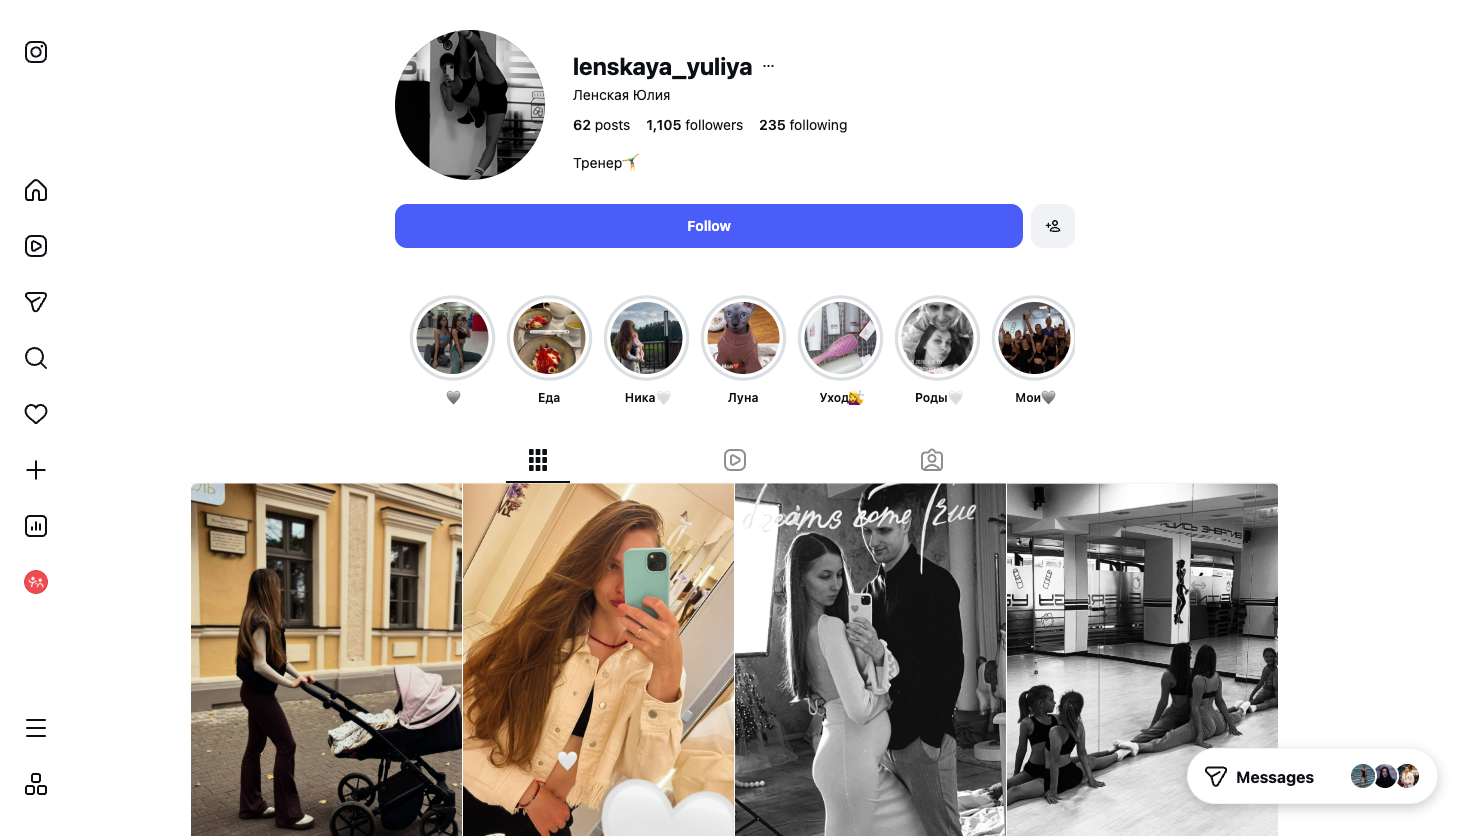 lenskaya_yuliya
Ленская Юлия
62 posts 1,105 followers 235 following
Тренер🤸‍♂️
Follow
🩶
Еда
Ника🤍
Луна
Уход💆‍♀️
Роды🤍
Мои🩶
dreams come true
Messages